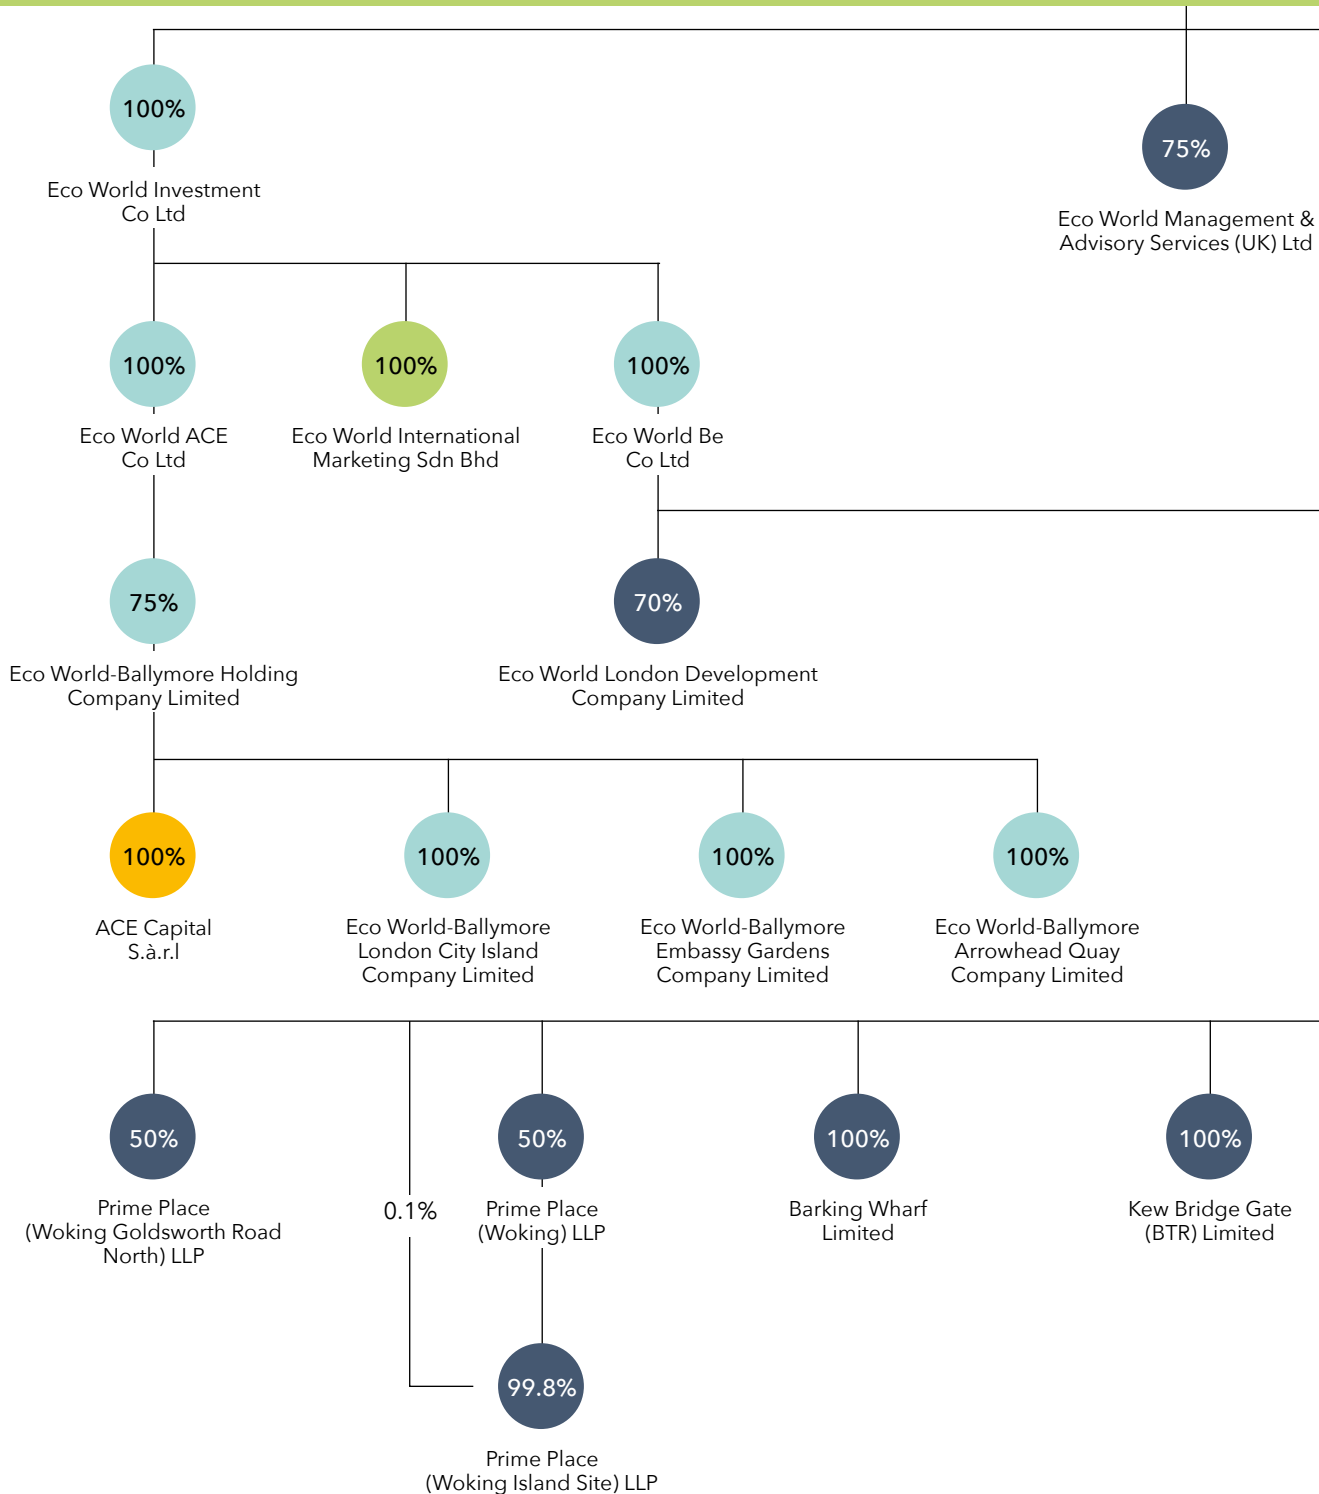 100%
Eco World Investment
Co Ltd
75%
Eco World Management &
Advisory Services (UK) Ltd
100%
Eco World ACE
Co Ltd
100%
Eco World International
Marketing Sdn Bhd
100%
Eco World Be
Co Ltd
75%
Eco World-Ballymore Holding
Company Limited
70%
Eco World London Development
Company Limited
100%
ACE Capital
S.à.r.l
100%
Eco World-Ballymore
London City Island
Company Limited
100%
Eco World-Ballymore
Embassy Gardens
Company Limited
100%
Eco World-Ballymore
Arrowhead Quay
Company Limited
50%
Prime Place
(Woking Goldsworth Road
North) LLP
0.1%
50%
Prime Place
(Woking) LLP
100%
Barking Wharf
Limited
100%
Kew Bridge Gate
(BTR) Limited
99.8%
Prime Place
(Woking Island Site) LLP